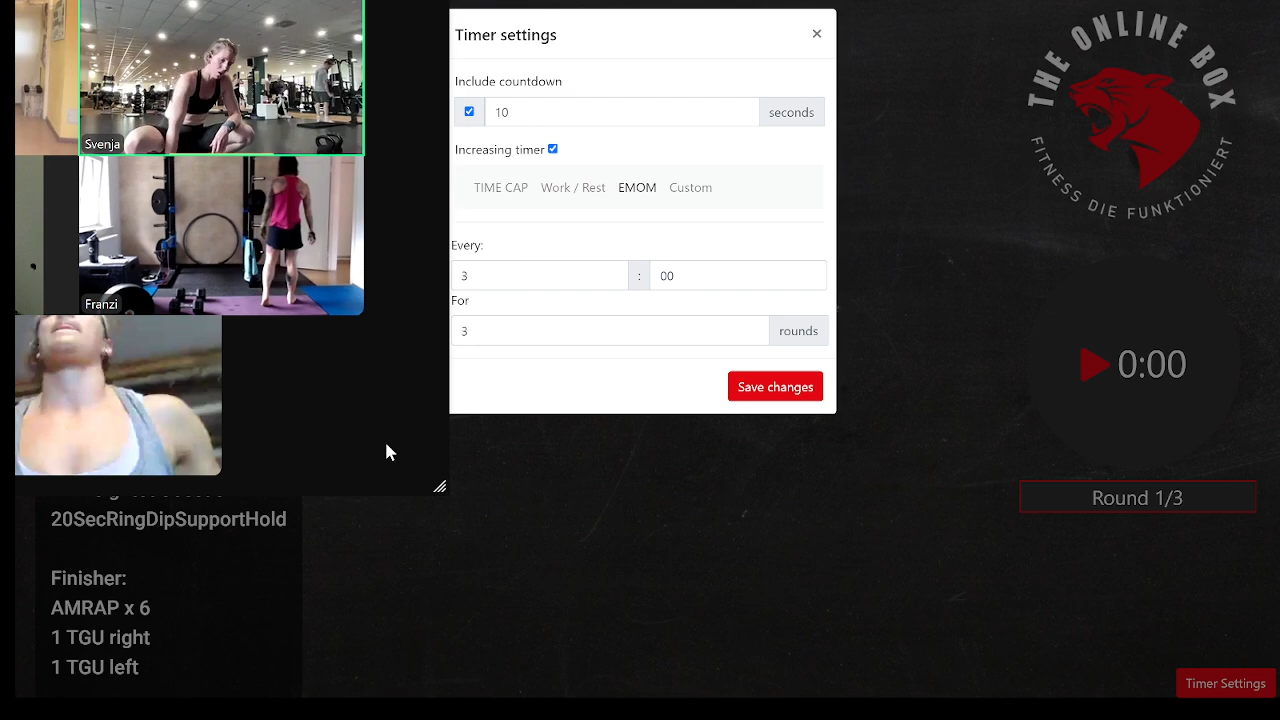 Svenja
Franzi
Timer settings
×
Include countdown
10
seconds
Increasing timer
TIME CAP
Work / Rest
EMOM
Custom
Every:
3
:
00
For
3
rounds
Save changes
THE ONLINE BOX
FITNESS DIE FUNKTIONIERT
0:00
Round 1/3
20SecRingDipSupportHold
Finisher:
AMRAP x 6
1 TGU right
1 TGU left
Timer Settings